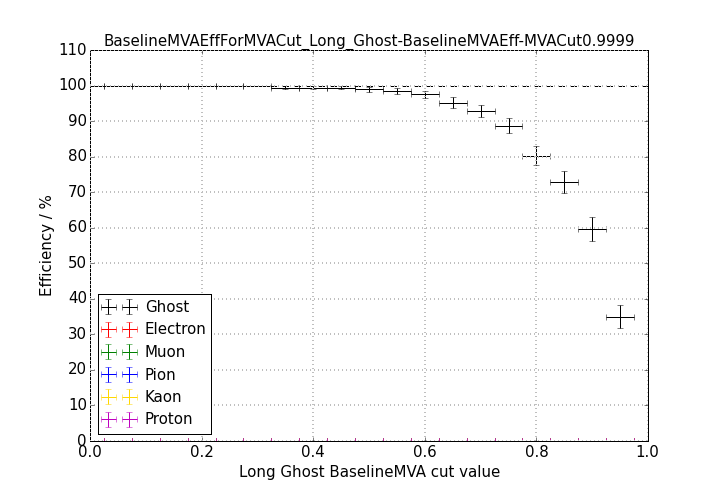 BaselineMVAEffForMVACut_Long_Ghost-BaselineMVAEff-MVACut0.9999
110
100
90
80
70
60
50
40
30
20
10
0
Efficiency / %
Ghost
Electron
Muon
Pion
Kaon
Proton
0.0 0.2 0.4 0.6 0.8 1.0
Long Ghost BaselineMVA cut value